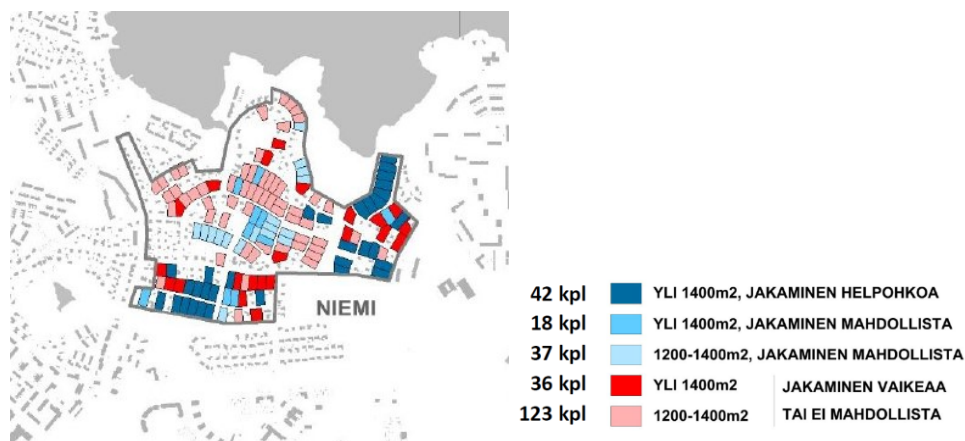 NIEMI
42 kpl YLI 1400m2, JAKAMINEN HELPOHKOA
18 kpl YLI 1400m2, JAKAMINEN MAHDOLLISTA
37 kpl 1200-1400m2, JAKAMINEN MAHDOLLISTA
36 kpl YLI 1400m2 JAKAMINEN VAIKEAA
123 kpl 1200-1400m2 TAI EI MAHDOLLISTA